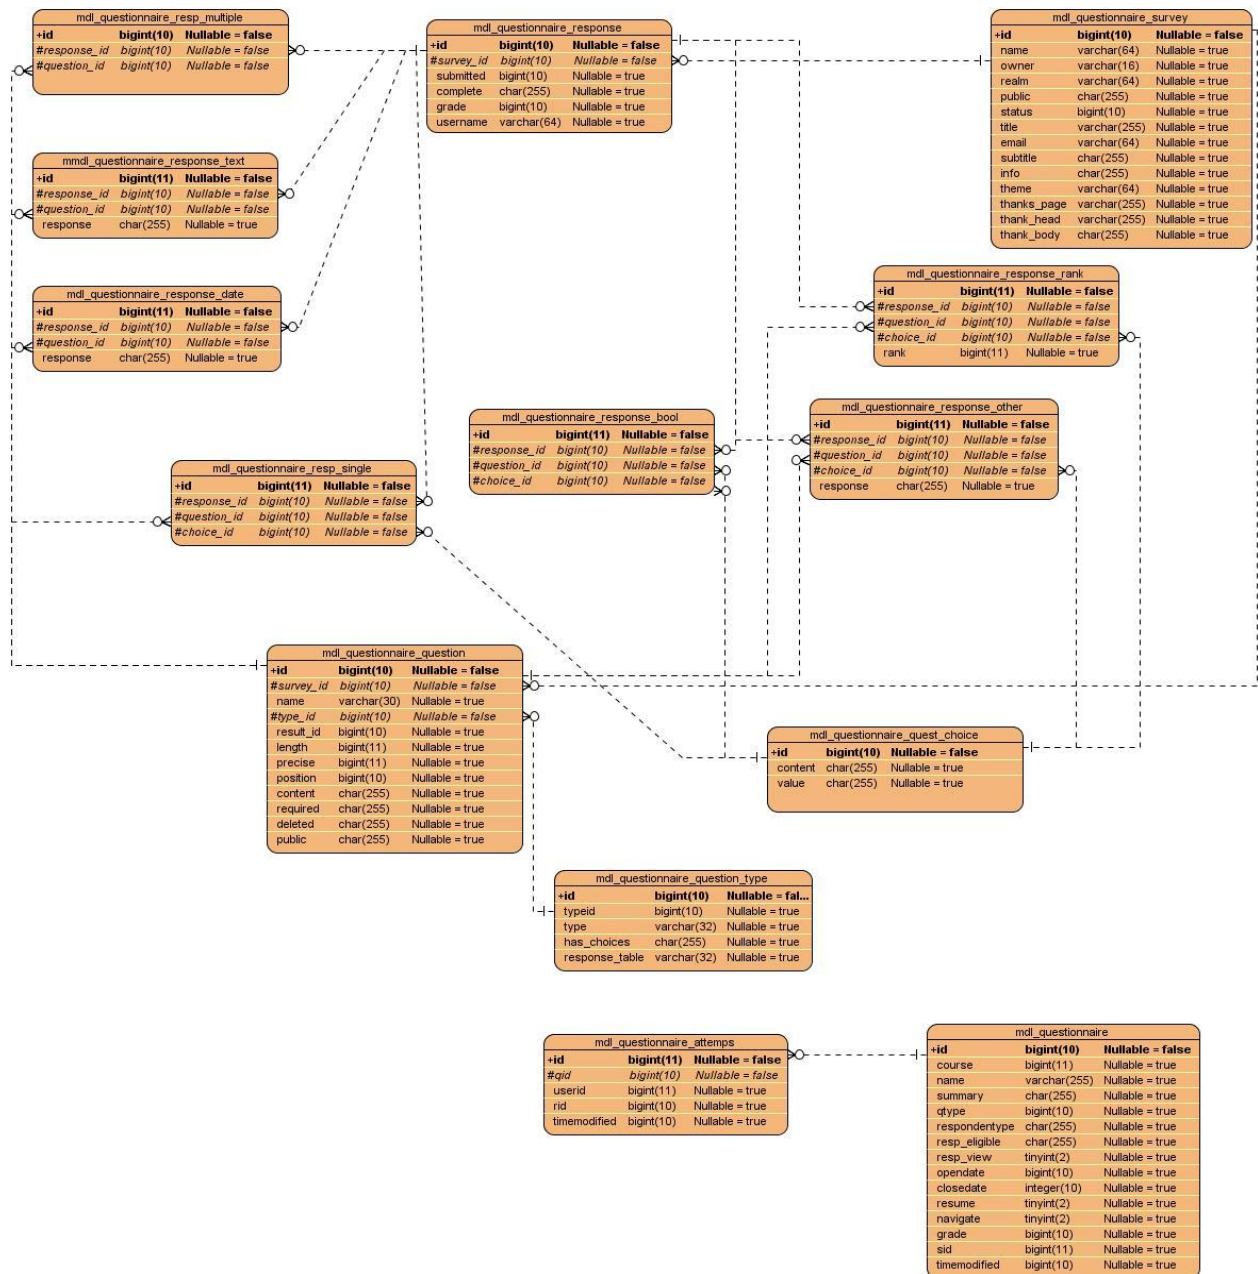 mdl_questionnaire_resp_multiple
+id bigint(10) Nullable = false
#response_id bigint(10) Nullable = false
#question_id bigint(10) Nullable = false
mdl_questionnaire_response
+id bigint(10) Nullable = false
#survey_id bigint(10) Nullable = false
submitted bigint(10) Nullable = true
complete char(255) Nullable = true
grade bigint(10) Nullable = true
username varchar(64) Nullable = true
mdl_questionnaire_survey
+id bigint(10) Nullable = false
name varchar(64) Nullable = true
owner varchar(16) Nullable = true
realm varchar(64) Nullable = true
public char(255) Nullable = true
status bigint(10) Nullable = true
title varchar(255) Nullable = true
email varchar(64) Nullable = true
subtitle char(255) Nullable = true
info char(255) Nullable = true
theme varchar(64) Nullable = true
thanks_page varchar(255) Nullable = true
thank_head varchar(255) Nullable = true
thank_body char(255) Nullable = true
mmdl_questionnaire_response_text
+id bigint(11) Nullable = false
#response_id bigint(10) Nullable = false
#question_id bigint(10) Nullable = false
response char(255) Nullable = true
mdl_questionnaire_response_date
+id bigint(11) Nullable = false
#response_id bigint(10) Nullable = false
#question_id bigint(10) Nullable = false
response char(255) Nullable = true
mdl_questionnaire_response_rank
+id bigint(11) Nullable = false
#response_id bigint(10) Nullable = false
#question_id bigint(10) Nullable = false
#choice_id bigint(10) Nullable = false
rank bigint(11) Nullable = true
mdl_questionnaire_resp_single
+id bigint(11) Nullable = false
#response_id bigint(10) Nullable = false
#question_id bigint(10) Nullable = false
#choice_id bigint(10) Nullable = false
mdl_questionnaire_response_bool
+id bigint(11) Nullable = false
#response_id bigint(10) Nullable = false
#question_id bigint(10) Nullable = false
#choice_id bigint(10) Nullable = false
mdl_questionnaire_response_other
+id bigint(11) Nullable = false
#response_id bigint(10) Nullable = false
#question_id bigint(10) Nullable = false
#choice_id bigint(10) Nullable = false
response char(255) Nullable = true
mdl_questionnaire_question
+id bigint(10) Nullable = false
#survey_id bigint(10) Nullable = false
name varchar(30) Nullable = true
#type_id bigint(10) Nullable = false
result_id bigint(10) Nullable = true
length bigint(11) Nullable = true
precise bigint(11) Nullable = true
position bigint(10) Nullable = true
content char(255) Nullable = true
required char(255) Nullable = true
deleted char(255) Nullable = true
public char(255) Nullable = true
mdl_questionnaire_quest_choice
+id bigint(10) Nullable = false
content char(255) Nullable = true
value char(255) Nullable = true
mdl_questionnaire_question_type
+id bigint(10) Nullable = fal...
typeid bigint(10) Nullable = true
type varchar(32) Nullable = true
has_choices char(255) Nullable = true
response_table varchar(32) Nullable = true
mdl_questionnaire_attemps
+id bigint(11) Nullable = false
#qid bigint(10) Nullable = false
userid bigint(11) Nullable = true
rid bigint(10) Nullable = true
timemodified bigint(10) Nullable = true
mdl_questionnaire
+id bigint(10) Nullable = false
course bigint(11) Nullable = true
name varchar(255) Nullable = true
summary char(255) Nullable = true
qtype bigint(10) Nullable = true
respondentype char(255) Nullable = true
resp_eligible char(255) Nullable = true
resp_view tinyint(2) Nullable = true
opendate bigint(10) Nullable = true
closedate integer(10) Nullable = true
resume tinyint(2) Nullable = true
navigate tinyint(2) Nullable = true
grade bigint(10) Nullable = true
sid bigint(11) Nullable = true
timemodified bigint(10) Nullable = true